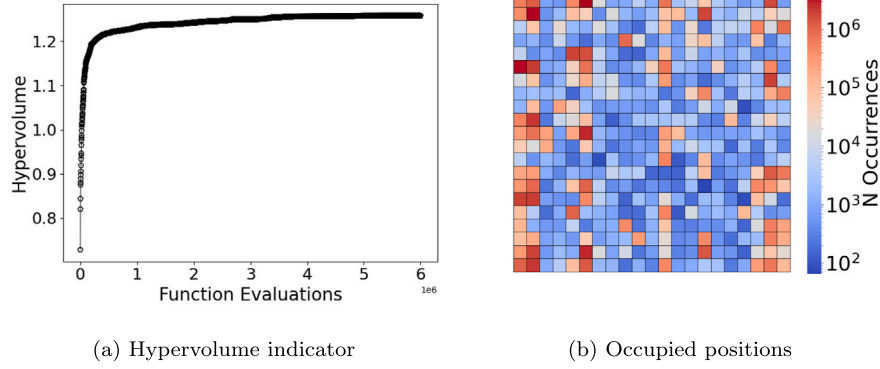 1.2
1.1
1.0
0.9
0.8
Hypervolume
0 1 2 3 4 5 6
1e6
Function Evaluations
(a) Hypervolume indicator
10^6
10^5
10^4
10^3
10^2
N Occurrences
(b) Occupied positions